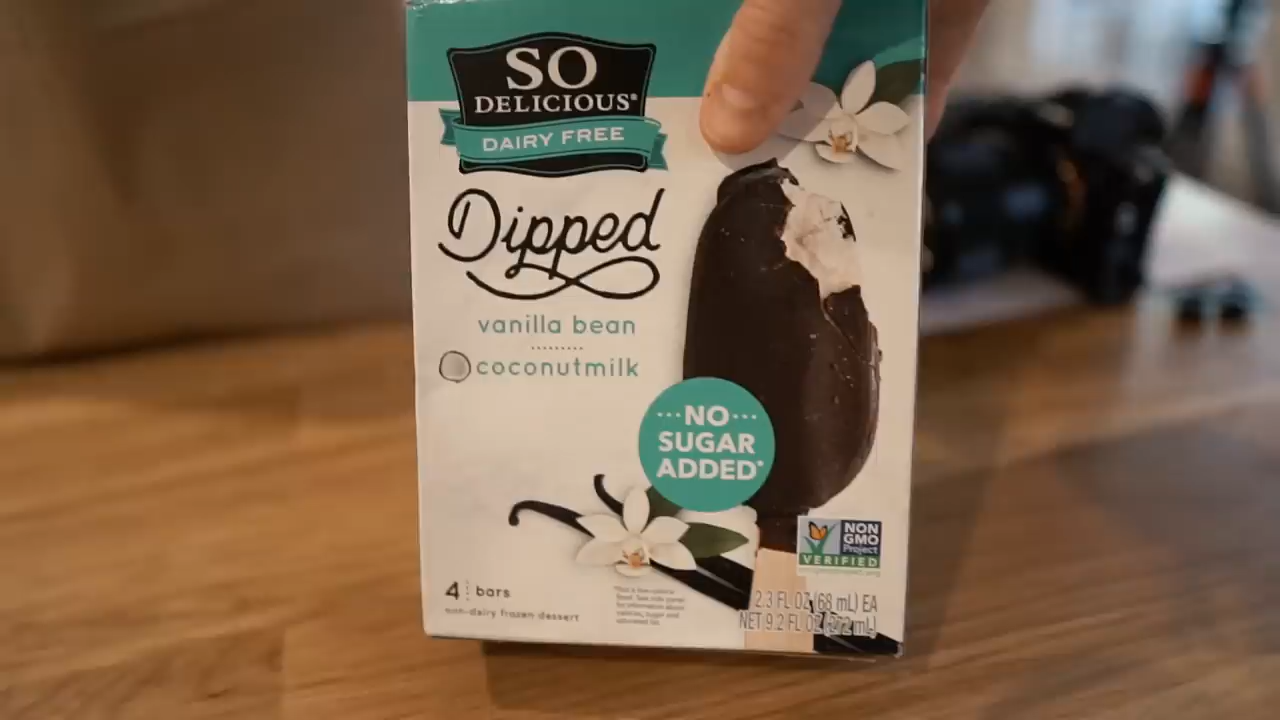 SO
DELICIOUS®
DAIRY FREE
Dipped
vanilla bean
coconutmilk
NO
SUGAR
ADDED*
NON
GMO
Project
VERIFIED
4 bars
non-dairy frozen dessert
2.3 FL OZ (68 mL) EA
NET 9.2 FL OZ (272 mL)